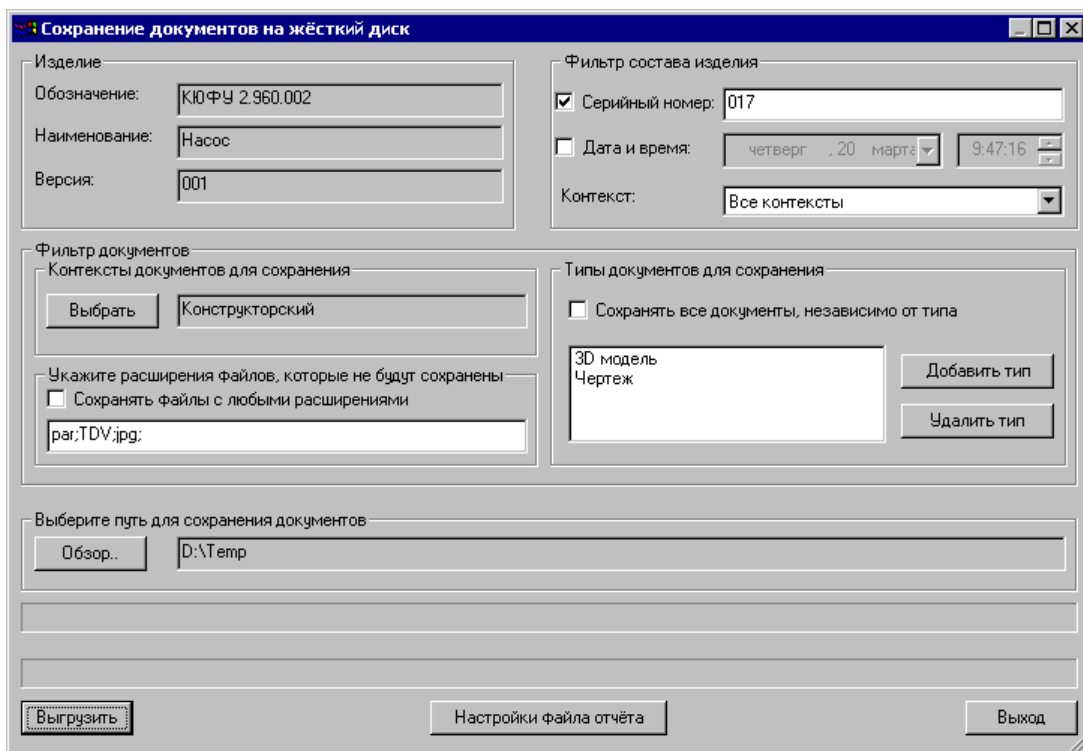 Сохранение документов на жёсткий диск
Изделие
Обозначение: КЮФУ 2.960.002
Наименование: Насос
Версия: 001
Фильтр состава изделия
Серийный номер: 017
Дата и время: четверг , 20 марта 9:47:16
Контекст: Все контексты
Фильтр документов
Контексты документов для сохранения
Выбрать Конструкторский
Укажите расширения файлов, которые не будут сохранены
Сохранять файлы с любыми расширениями
par;TDV;jpg;
Типы документов для сохранения
Сохранять все документы, независимо от типа
3D модель
Чертеж
Добавить тип
Удалить тип
Выберите путь для сохранения документов
Обзор.. D:\Temp
Выгрузить Настройки файла отчёта Выход